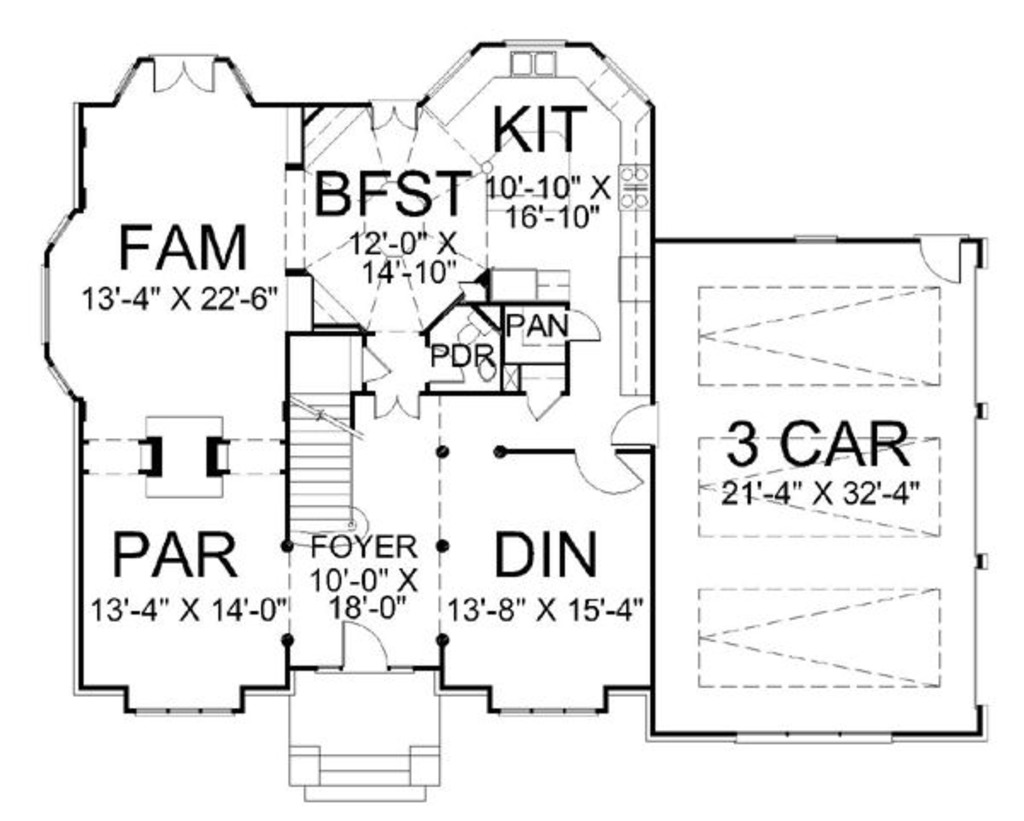 KIT
10'-10" X
16'-10"
BFST
12'-0" X
14'-10"
FAM
13'-4" X 22'-6"
PAN
PDR
3 CAR
21'-4" X 32'-4"
PAR
13'-4" X 14'-0"
FOYER
10'-0" X
18'-0"
DIN
13'-8" X 15'-4"